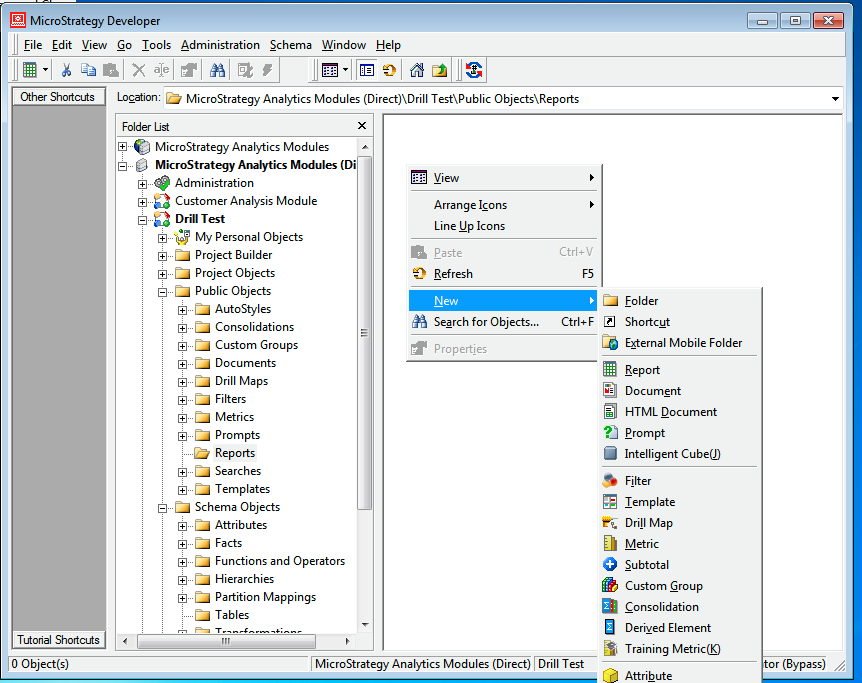 MicroStrategy Developer
File Edit View Go Tools Administration Schema Window Help
Other Shortcuts
Location: MicroStrategy Analytics Modules (Direct)\Drill Test\Public Objects\Reports
Folder List
MicroStrategy Analytics Modules
MicroStrategy Analytics Modules (Di
Administration
Customer Analysis Module
Drill Test
My Personal Objects
Project Builder
Project Objects
Public Objects
AutoStyles
Consolidations
Custom Groups
Documents
Drill Maps
Filters
Metrics
Prompts
Reports
Searches
Templates
Schema Objects
Attributes
Facts
Functions and Operators
Hierarchies
Partition Mappings
Tables
Transformations
View
Arrange Icons
Line Up Icons
Paste Ctrl+V
Refresh F5
New
Search for Objects... Ctrl+F
Properties
Folder
Shortcut
External Mobile Folder
Report
Document
HTML Document
Prompt
Intelligent Cube(J)
Filter
Template
Drill Map
Metric
Subtotal
Custom Group
Consolidation
Derived Element
Training Metric(K)
Attribute
Tutorial Shortcuts
0 Object(s) MicroStrategy Analytics Modules (Direct) Drill Test tor (Bypass)